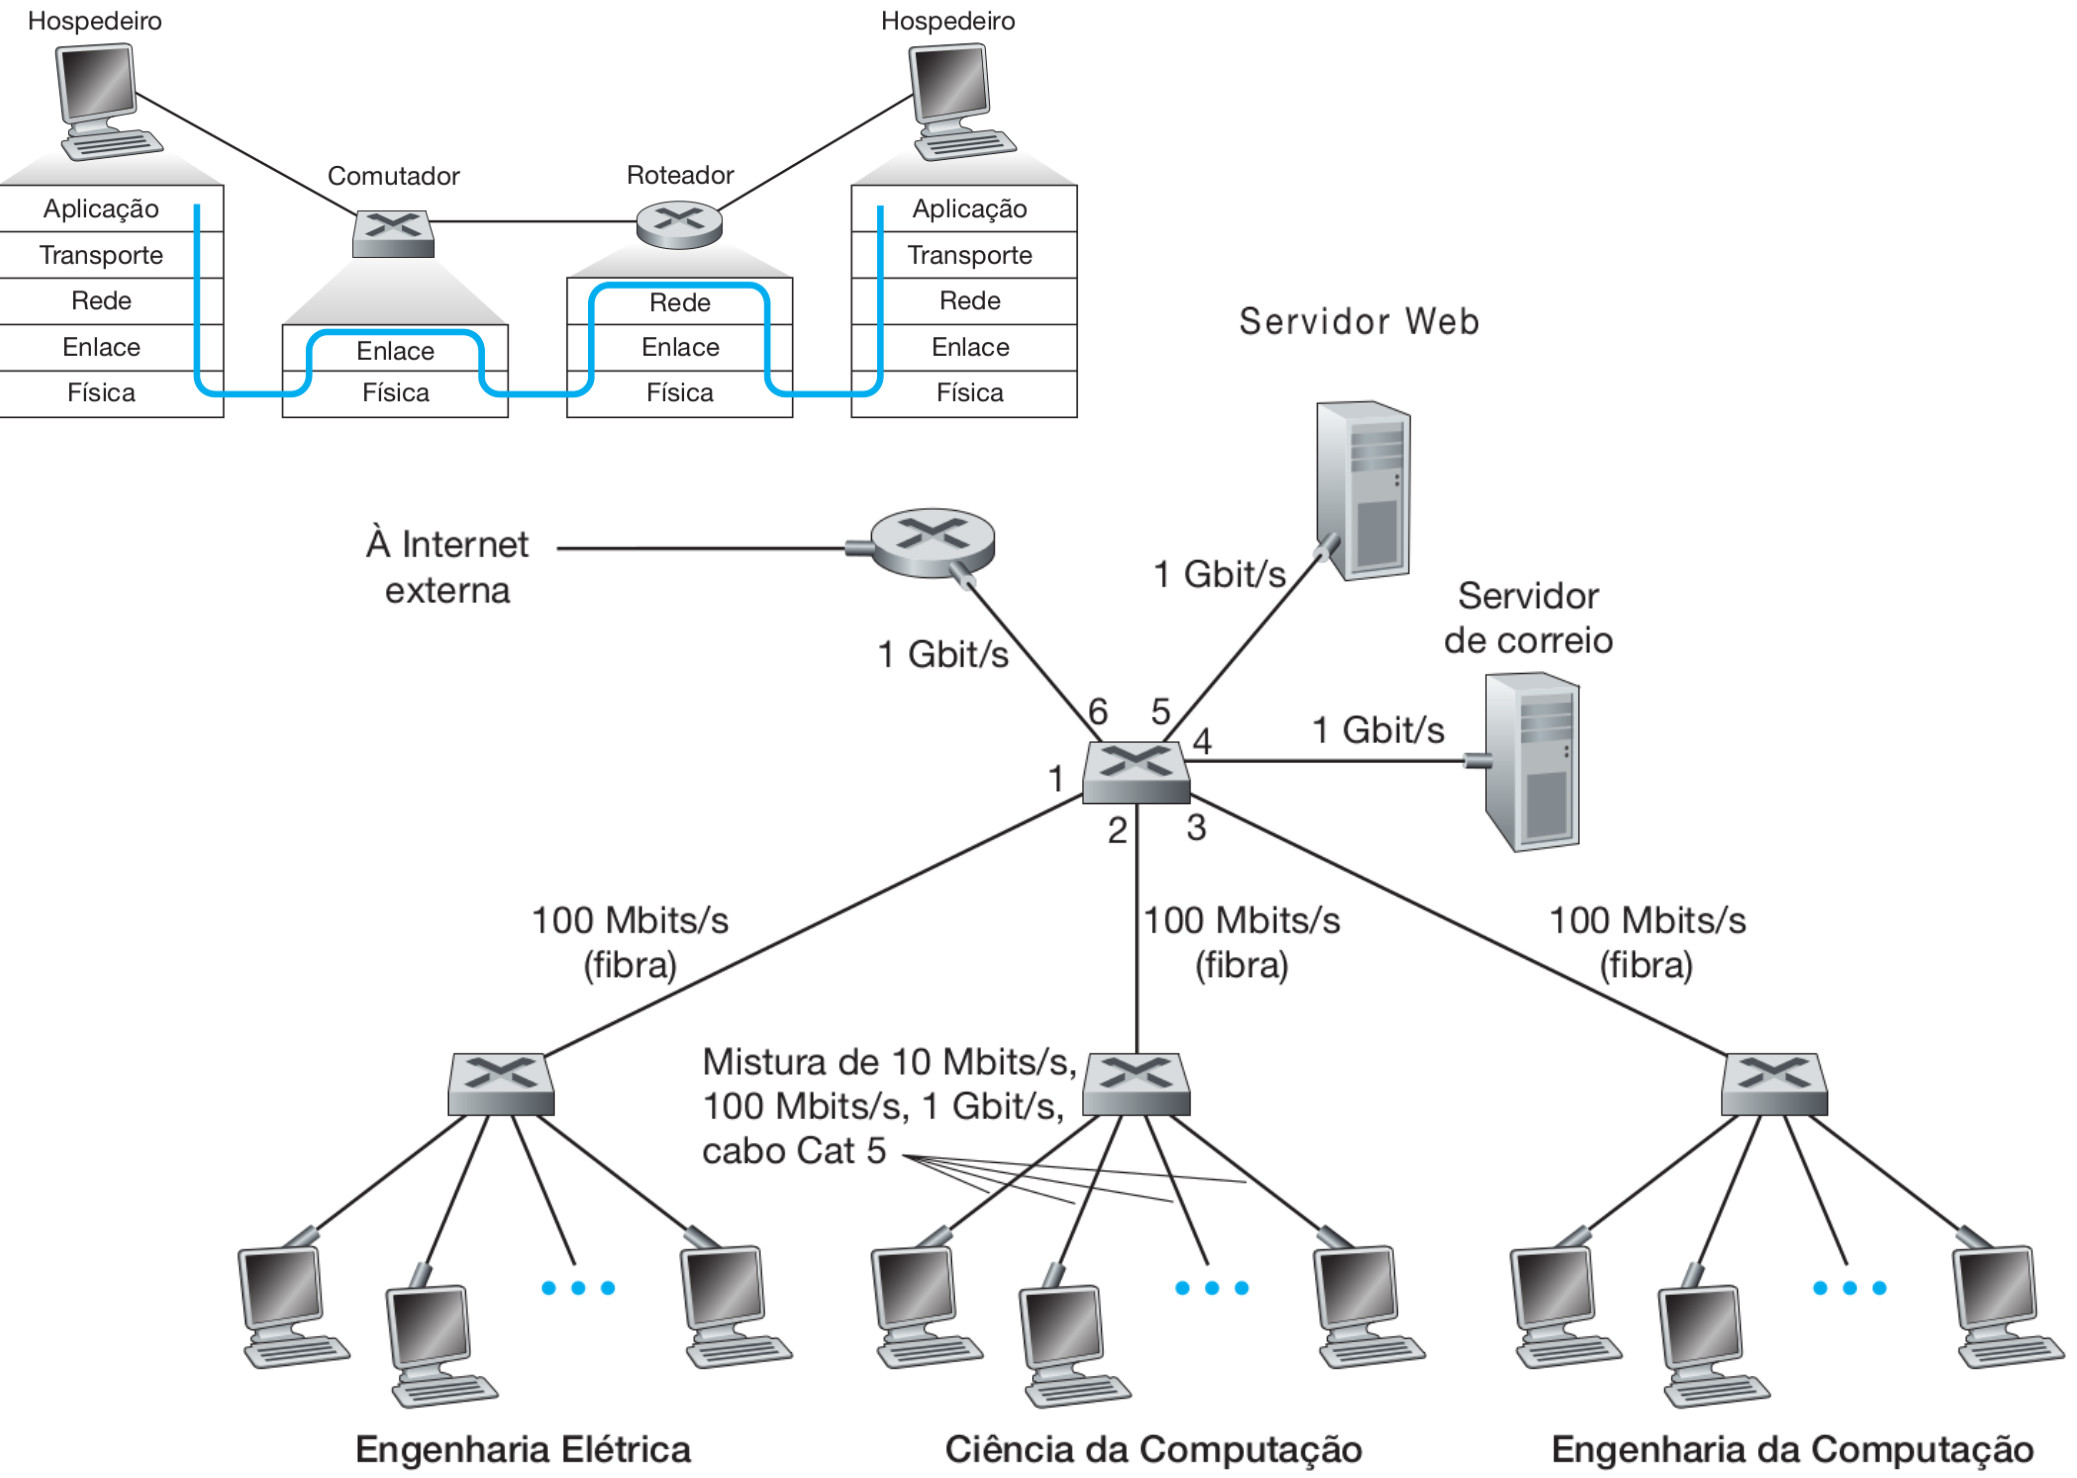 Hospedeiro
Hospedeiro
Comutador
Roteador
Aplicação
Transporte
Rede
Enlace
Física
Enlace
Física
Rede
Enlace
Física
Aplicação
Transporte
Rede
Enlace
Física
Servidor Web
À Internet
externa
1 Gbit/s
1 Gbit/s
Servidor
de correio
1 Gbit/s
6
5
4
1
2
3
100 Mbits/s
(fibra)
100 Mbits/s
(fibra)
100 Mbits/s
(fibra)
Mistura de 10 Mbits/s,
100 Mbits/s, 1 Gbit/s,
cabo Cat 5
Engenharia Elétrica
Ciência da Computação
Engenharia da Computação